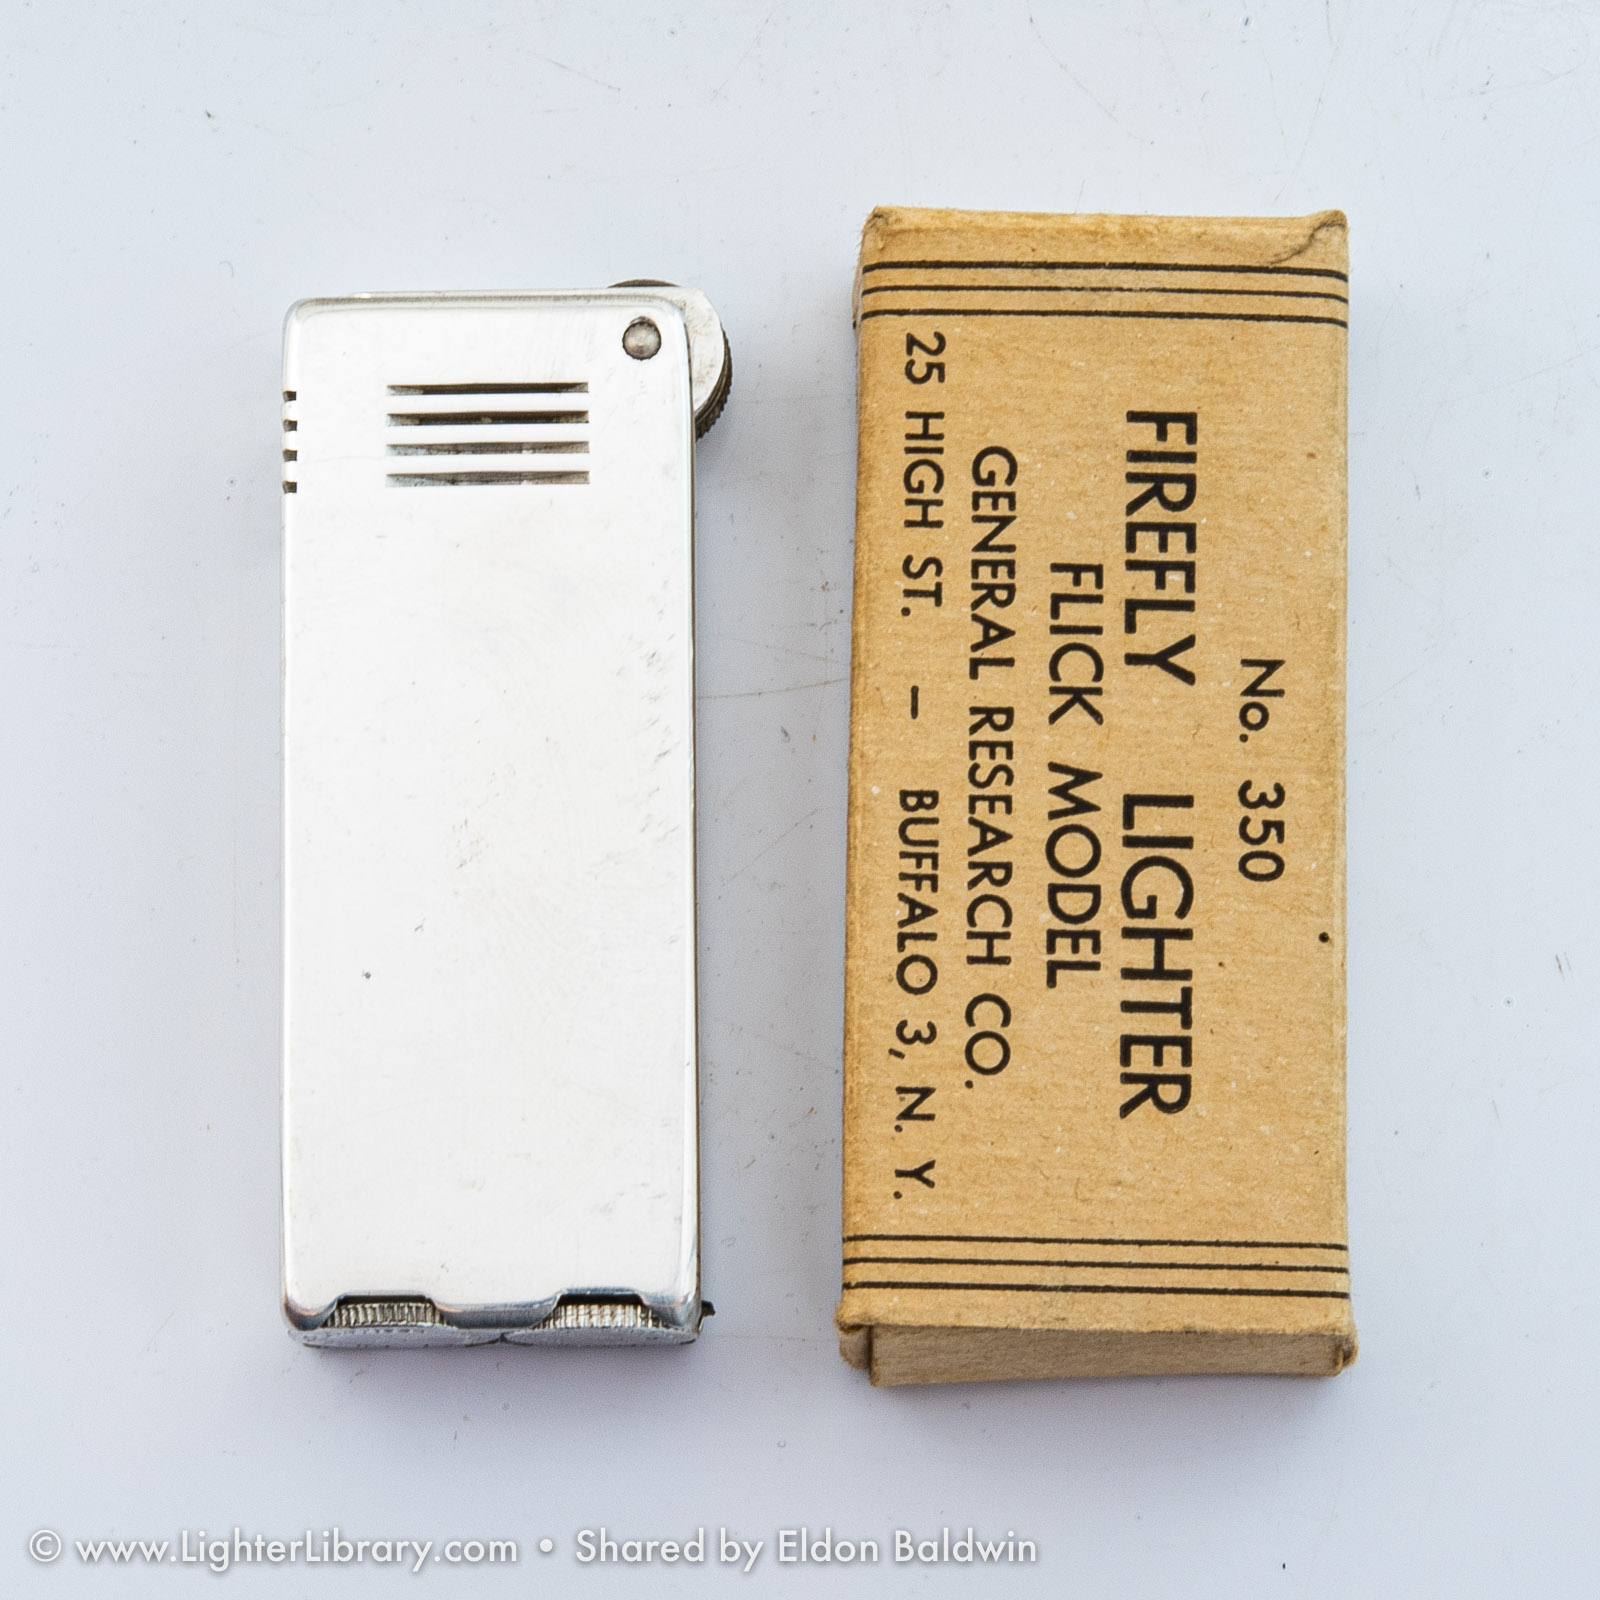 No. 350
FIREFLY LIGHTER
FLICK MODEL
GENERAL RESEARCH CO.
25 HIGH ST. — BUFFALO 3, N. Y.
© www.LighterLibrary.com • Shared by Eldon Baldwin